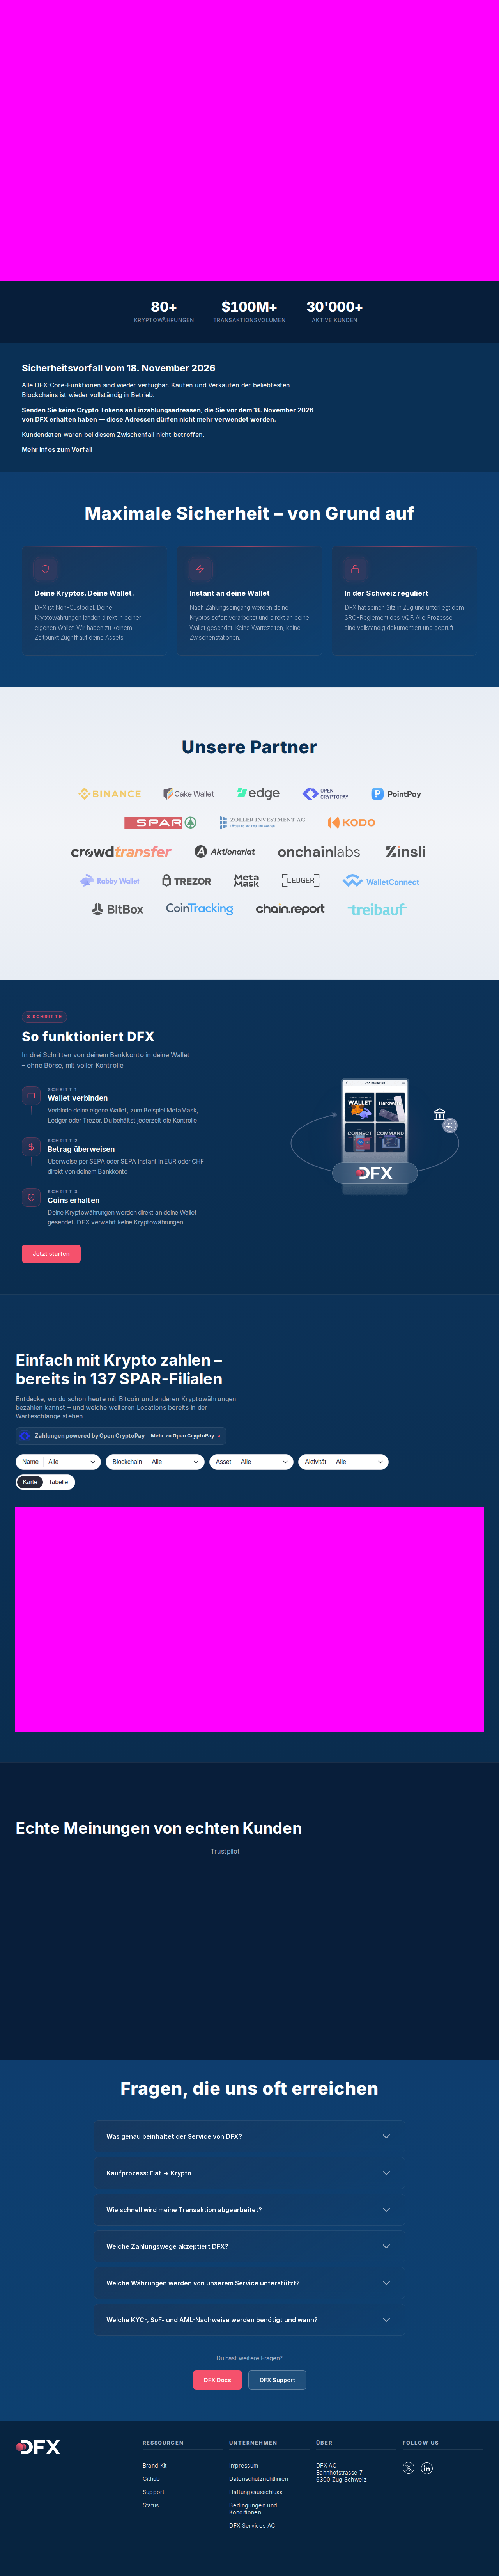 80+
KRYPTOWÄHRUNGEN
$100M+
TRANSAKTIONSVOLUMEN
30'000+
AKTIVE KUNDEN
Sicherheitsvorfall vom 18. November 2026
Alle DFX-Core-Funktionen sind wieder verfügbar. Kaufen und Verkaufen der beliebtesten
Blockchains ist wieder vollständig in Betrieb.
Senden Sie keine Crypto Tokens an Einzahlungsadressen, die Sie vor dem 18. November 2026
von DFX erhalten haben — diese Adressen dürfen nicht mehr verwendet werden.
Kundendaten waren bei diesem Zwischenfall nicht betroffen.
Mehr Infos zum Vorfall
Maximale Sicherheit – von Grund auf
Deine Kryptos. Deine Wallet.
DFX ist Non-Custodial. Deine
Kryptowährungen landen direkt in deiner
eigenen Wallet. Wir haben zu keinem
Zeitpunkt Zugriff auf deine Assets.
Instant an deine Wallet
Nach Zahlungseingang werden deine
Kryptos sofort verarbeitet und direkt an deine
Wallet gesendet. Keine Wartezeiten, keine
Zwischenstationen.
In der Schweiz reguliert
DFX hat seinen Sitz in Zug und unterliegt dem
SRO-Reglement des VQF. Alle Prozesse
sind vollständig dokumentiert und geprüft.
Unsere Partner
BINANCE
Cake Wallet
edge
OPEN
CRYPTOPAY
PointPay
SPAR
ZOLLER INVESTMENT AG
KODO
crowdtransfer
Aktionariat
onchainlabs
Zinsli
Rabby Wallet
TREZOR
META
MASK
LEDGER
WalletConnect
BitBox
CoinTracking
chain.report
treibauf
3 SCHRITTE
So funktioniert DFX
In drei Schritten von deinem Bankkonto in deine Wallet
– ohne Börse, mit voller Kontrolle
SCHRITT 1
Wallet verbinden
Verbinde deine eigene Wallet, zum Beispiel MetaMask,
Ledger oder Trezor. Du behältst jederzeit die Kontrolle
SCHRITT 2
Betrag überweisen
Überweise per SEPA oder SEPA Instant in EUR oder CHF
direkt von deinem Bankkonto
SCHRITT 3
Coins erhalten
Deine Kryptowährungen werden direkt an deine Wallet
gesendet. DFX verwahrt keine Kryptowährungen
Jetzt starten
DFX Exchange
WALLET
Hardware
CONNECT
COMMAND
€
DFX
Einfach mit Krypto zahlen –
bereits in 137 SPAR-Filialen
Entdecke, wo du schon heute mit Bitcoin und anderen Kryptowährungen
bezahlen kannst – und welche weiteren Locations bereits in der
Warteschlange stehen.
Zahlungen powered by Open CryptoPay
Mehr zu Open CryptoPay
Name
Alle
Blockchain
Alle
Asset
Alle
Aktivität
Alle
Karte
Tabelle
Echte Meinungen von echten Kunden
Trustpilot
Fragen, die uns oft erreichen
Was genau beinhaltet der Service von DFX?
Kaufprozess: Fiat → Krypto
Wie schnell wird meine Transaktion abgearbeitet?
Welche Zahlungswege akzeptiert DFX?
Welche Währungen werden von unserem Service unterstützt?
Welche KYC-, SoF- und AML-Nachweise werden benötigt und wann?
Du hast weitere Fragen?
DFX Docs
DFX Support
DFX
RESSOURCEN
Brand Kit
Github
Support
Status
UNTERNEHMEN
Impressum
Datenschutzrichtlinien
Haftungsausschluss
Bedingungen und
Konditionen
DFX Services AG
ÜBER
DFX AG
Bahnhofstrasse 7
6300 Zug Schweiz
FOLLOW US